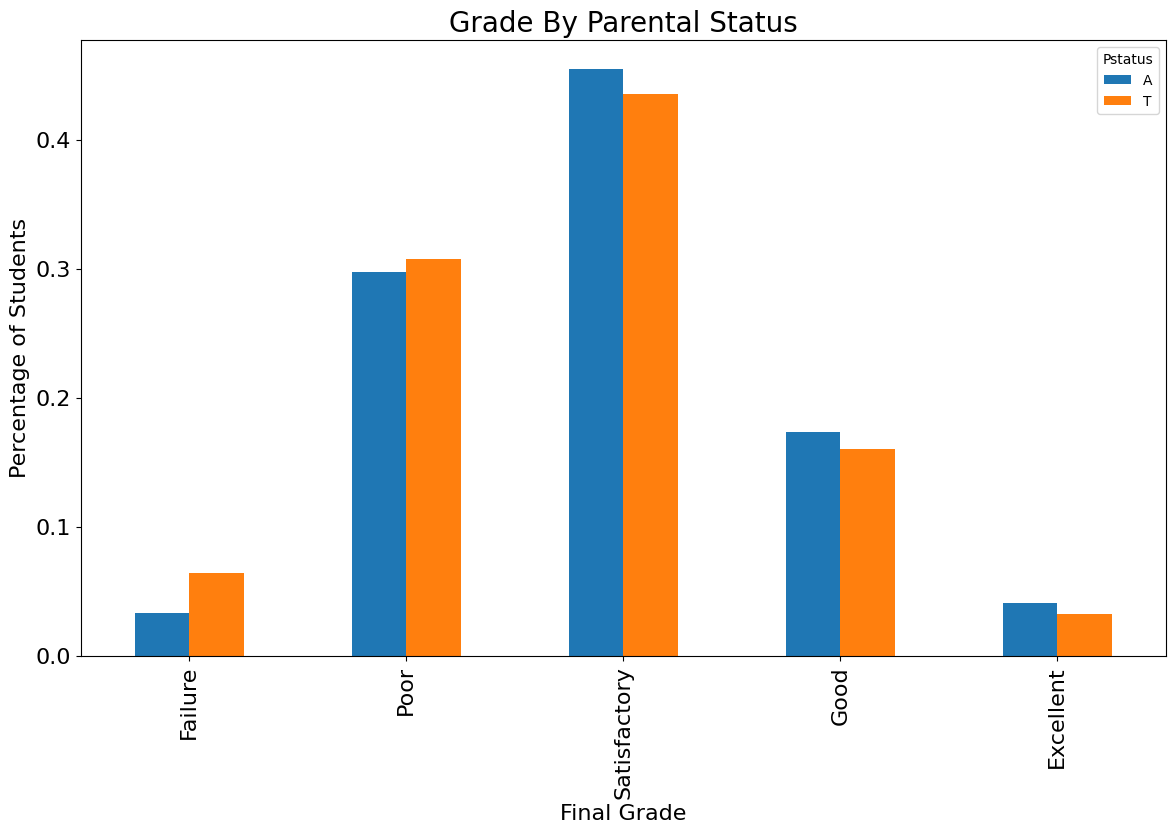 Grade By Parental Status
Pstatus
A
T
Percentage of Students
0.4
0.3
0.2
0.1
0.0
Failure
Poor
Satisfactory
Good
Excellent
Final Grade